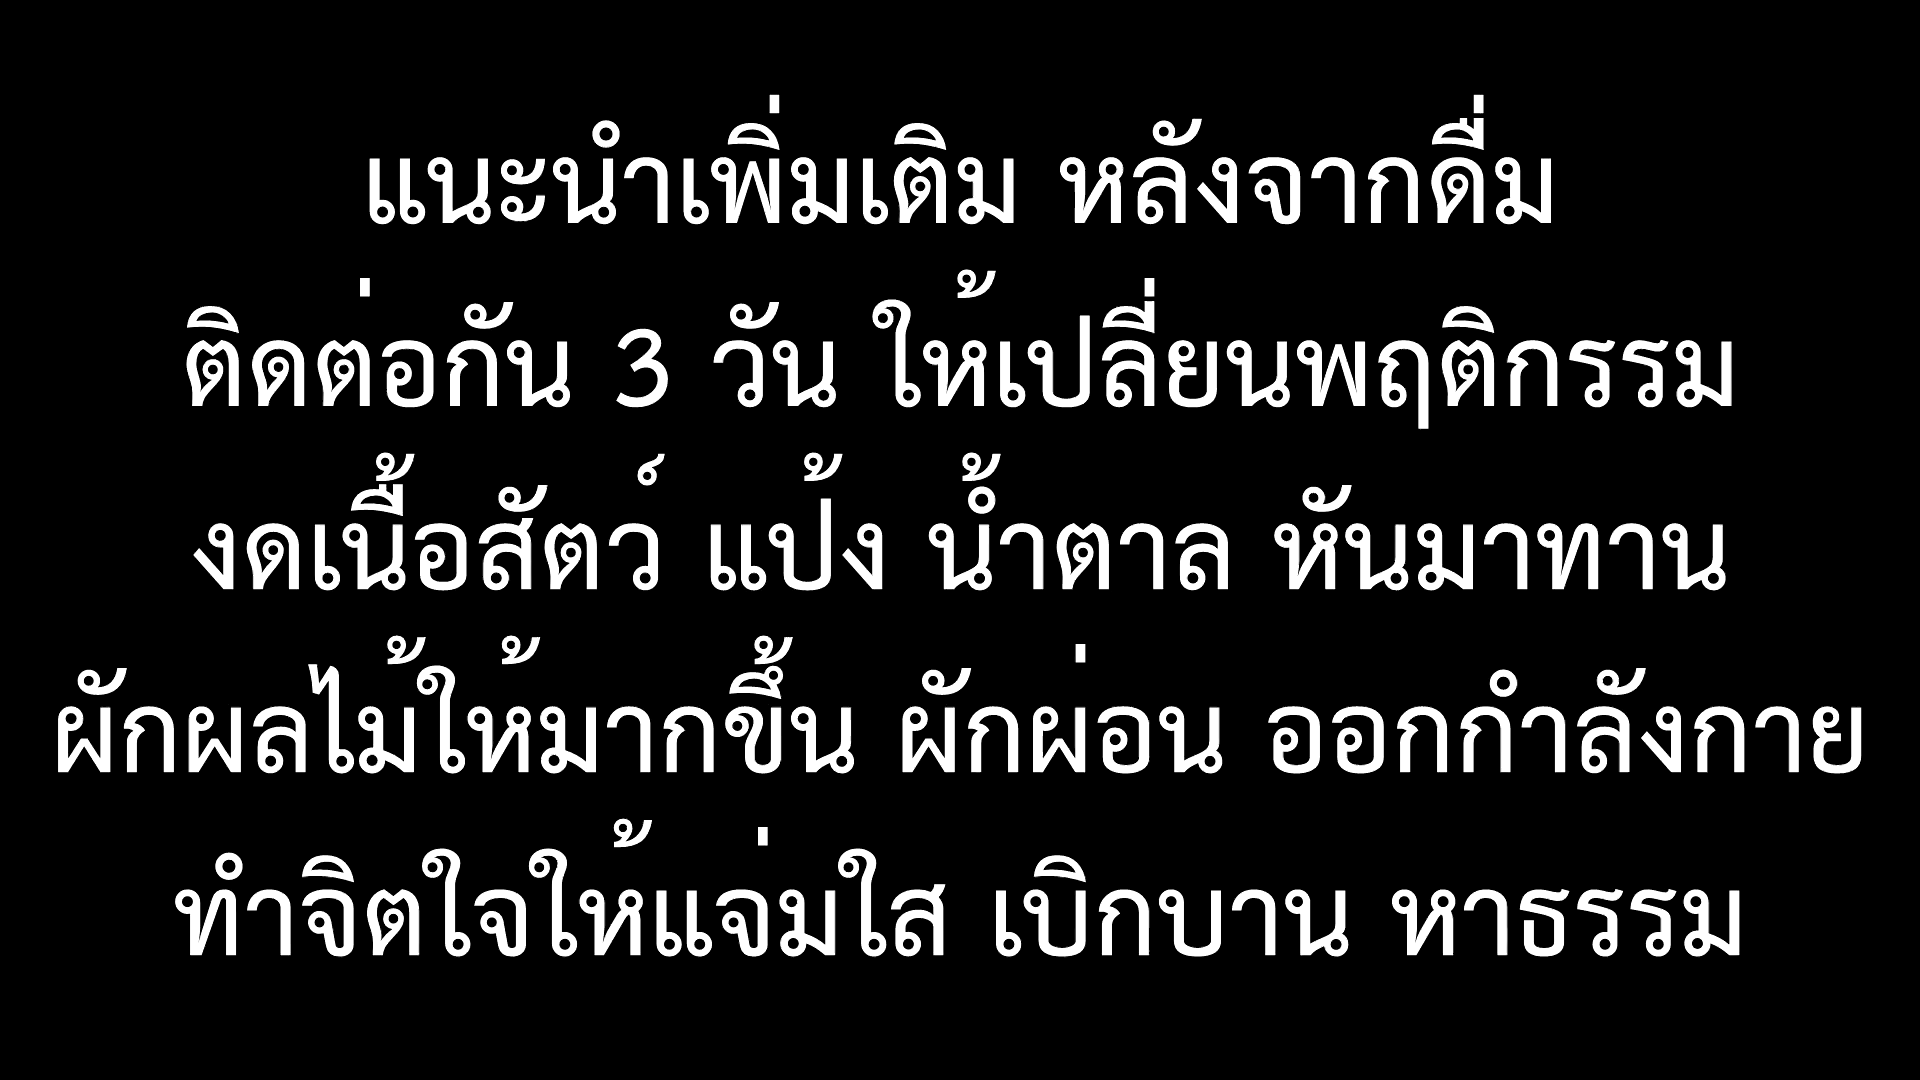 แนะนำเพิ่มเติม หลังจากดื่ม
ติดต่อกัน 3 วัน ให้เปลี่ยนพฤติกรรม
งดเนื้อสัตว์ แป้ง น้ำตาล หันมาทาน
ผักผลไม้ให้มากขึ้น ผักผ่อน ออกกำลังกาย
ทำจิตใจให้แจ่มใส เบิกบาน หาธรรม